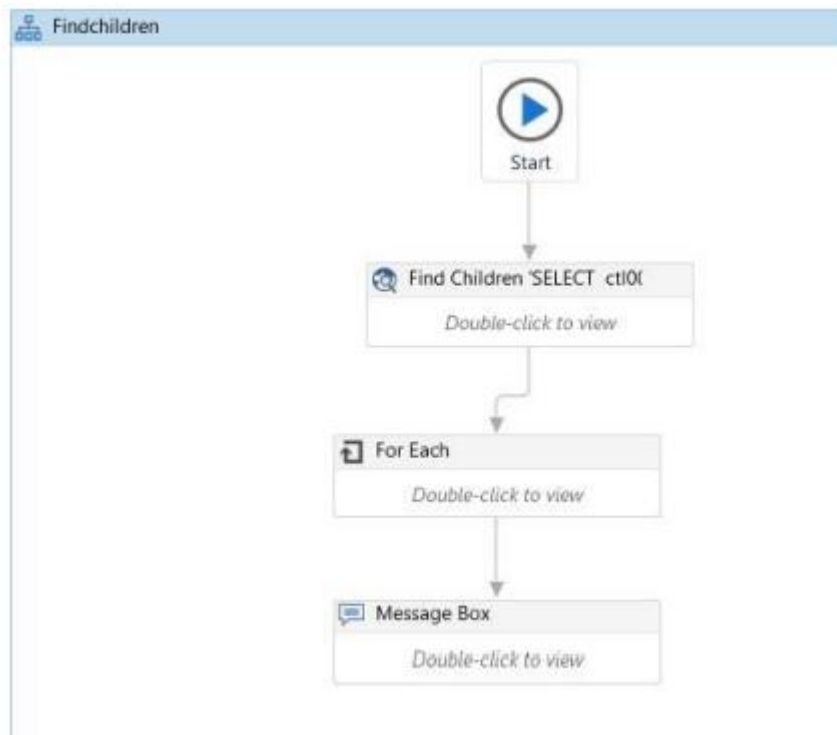 Findchildren
Start
Find Children 'SELECT ctl0(
Double-click to view
For Each
Double-click to view
Message Box
Double-click to view